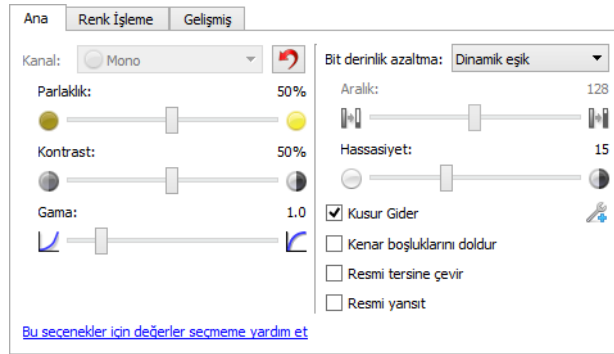 Ana
Renk İşleme
Gelişmiş
Kanal:
Mono
Parlaklık:
50%
Kontrast:
50%
Gama:
1.0
Bit derinlik azaltma:
Dinamik eşik
Aralık:
128
Hassasiyet:
15
Kusur Gider
Kenar boşluklarını doldur
Resmi tersine çevir
Resmi yansıt
Bu seçenekler için değerler seçmeme yardım et